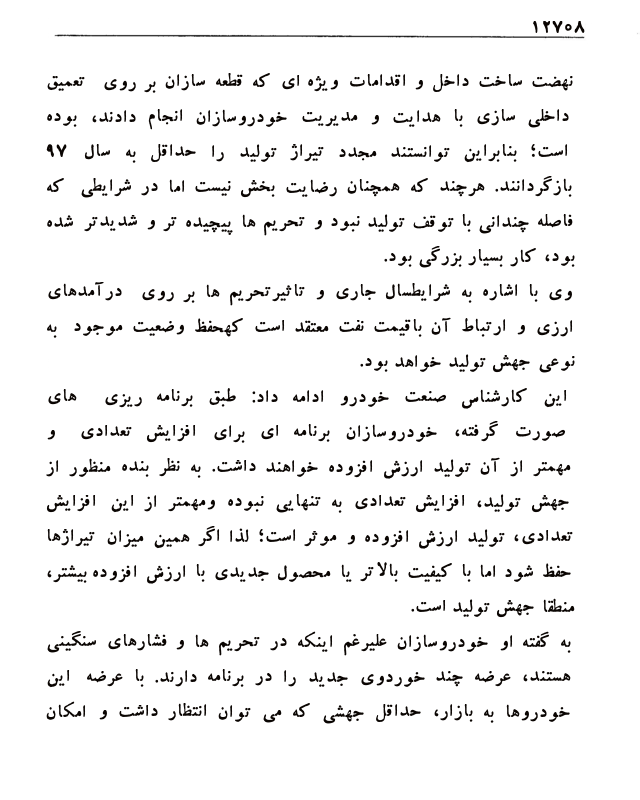 ۱۲۷۰۸
نهضت ساخت داخل و اقدامات ویژه ای که قطعه سازان بر روی تعمیق
داخلی سازی با هدایت و مدیریت خودروسازان انجام دادند، بوده
است؛ بنابراین توانستند مجدد تیراژ تولید را حداقل به سال ۹۷
بازگردانند. هرچند که همچنان رضایت بخش نیست اما در شرایطی که
فاصله چندانی با توقف تولید نبود و تحریم ها پیچیده تر و شدیدتر شده
بود، کار بسیار بزرگی بود.
وی با اشاره به شرایطسال جاری و تاثیرتحریم ها بر روی درآمدهای
ارزی و ارتباط آن باقیمت نفت معتقد است کهحفظ وضعیت موجود به
نوعی جهش تولید خواهد بود.
این کارشناس صنعت خودرو ادامه داد: طبق برنامه ریزی های
صورت گرفته، خودروسازان برنامه ای برای افزایش تعدادی و
مهمتر از آن تولید ارزش افزوده خواهند داشت. به نظر بنده منظور از
جهش تولید، افزایش تعدادی به تنهایی نبوده ومهمتر از این افزایش
تعدادی، تولید ارزش افزوده و موثر است؛ لذا اگر همین میزان تیراژها
حفظ شود اما با کیفیت بالاتر یا محصول جدیدی با ارزش افزوده بیشتر،
منطقا جهش تولید است.
به گفته او خودروسازان علیرغم اینکه در تحریم ها و فشارهای سنگینی
هستند، عرضه چند خوردوی جدید را در برنامه دارند. با عرضه این
خودروها به بازار، حداقل جهشی که می توان انتظار داشت و امکان